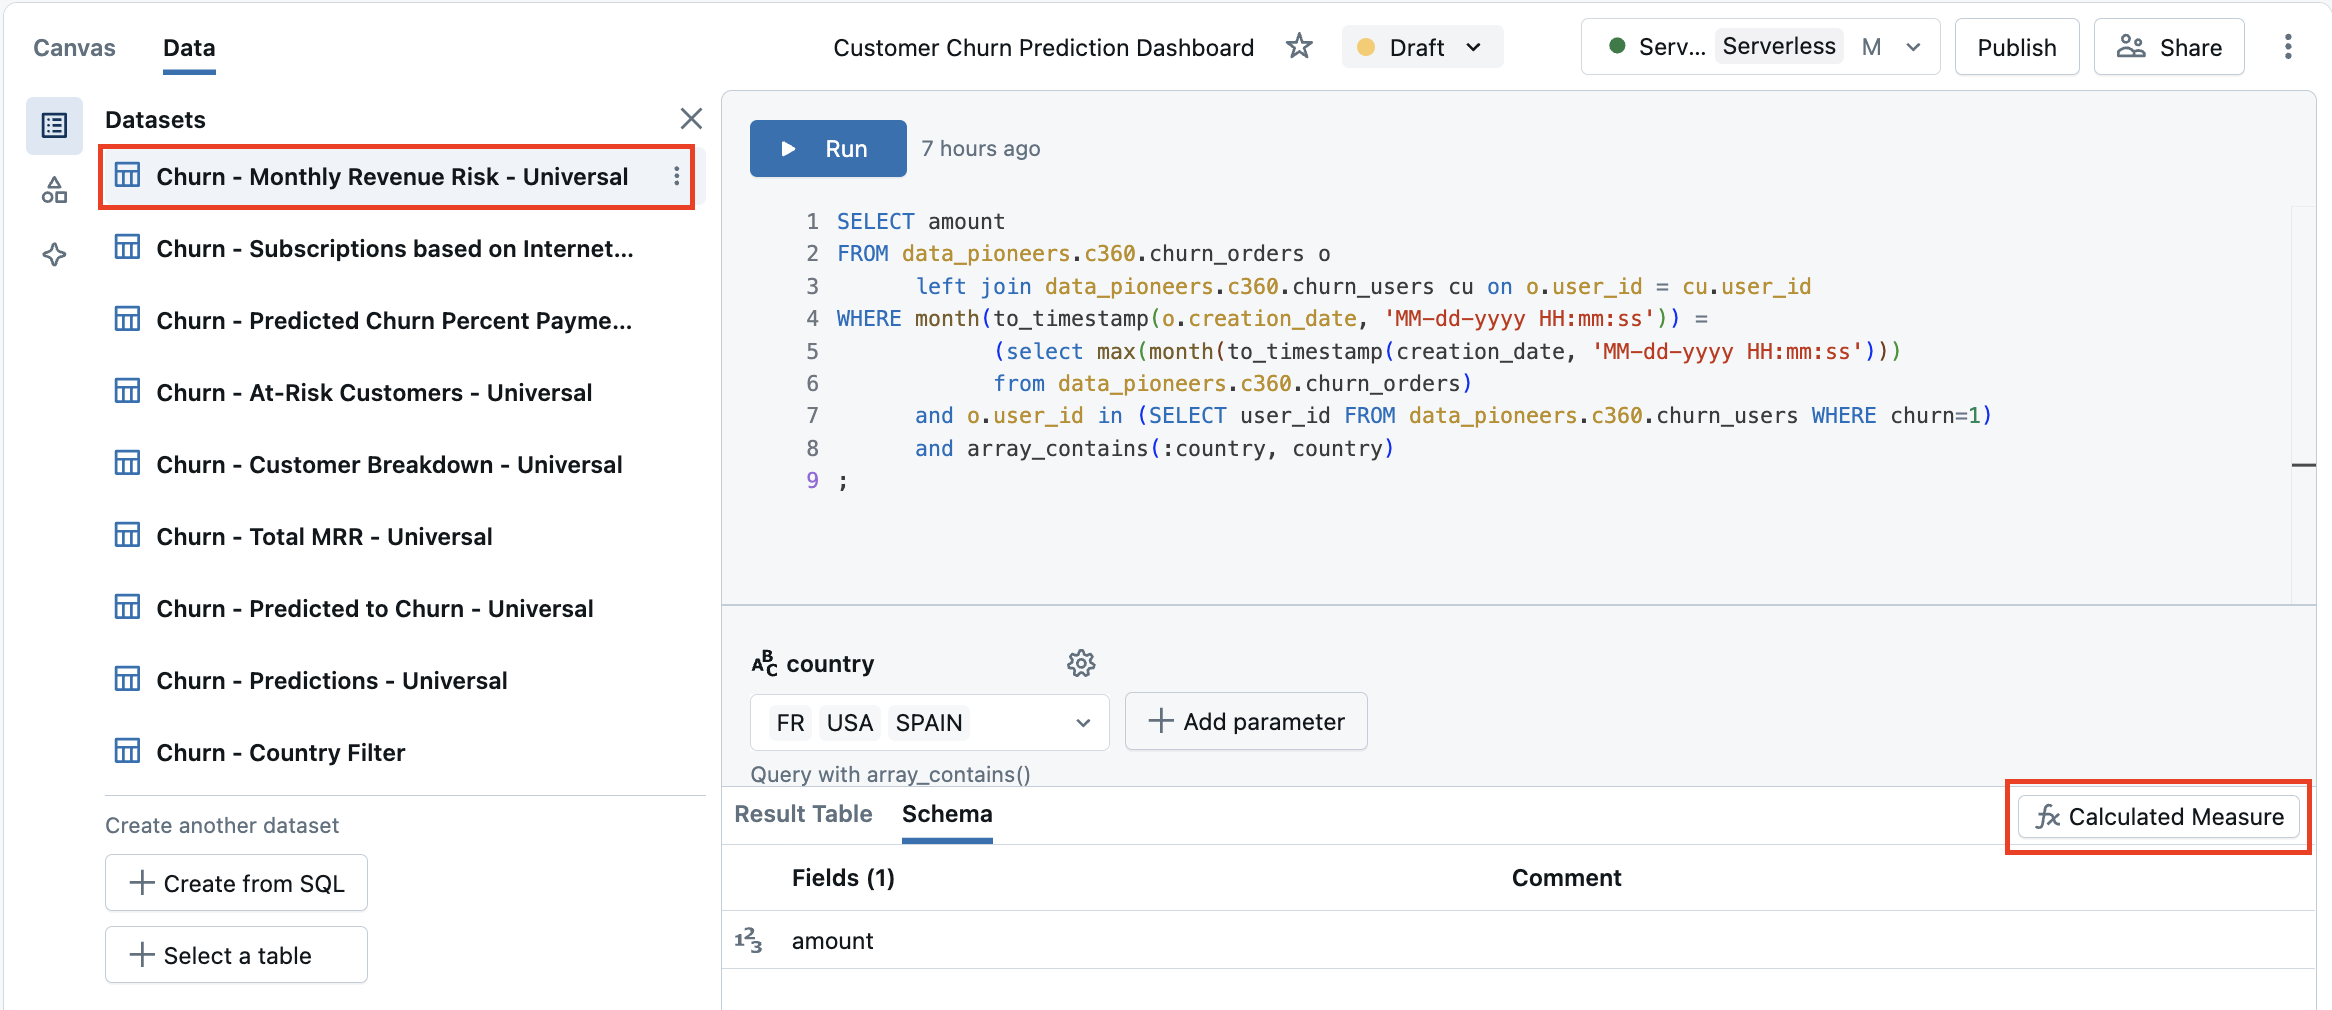 Canvas
Data
Customer Churn Prediction Dashboard
Draft
Serv...
Serverless
M
Publish
Share
Datasets
Churn - Monthly Revenue Risk - Universal
Churn - Subscriptions based on Internet...
Churn - Predicted Churn Percent Payme...
Churn - At-Risk Customers - Universal
Churn - Customer Breakdown - Universal
Churn - Total MRR - Universal
Churn - Predicted to Churn - Universal
Churn - Predictions - Universal
Churn - Country Filter
Create another dataset
Create from SQL
Select a table
Run
7 hours ago
1 SELECT amount
2 FROM data_pioneers.c360.churn_orders o
3 left join data_pioneers.c360.churn_users cu on o.user_id = cu.user_id
4 WHERE month(to_timestamp(o.creation_date, 'MM-dd-yyyy HH:mm:ss')) =
5 (select max(month(to_timestamp(creation_date, 'MM-dd-yyyy HH:mm:ss')))
6 from data_pioneers.c360.churn_orders)
7 and o.user_id in (SELECT user_id FROM data_pioneers.c360.churn_users WHERE churn=1)
8 and array_contains(:country, country)
9 ;
ABC country
FR USA SPAIN
Add parameter
Query with array_contains()
Result Table
Schema
fx Calculated Measure
Fields (1)
Comment
123 amount